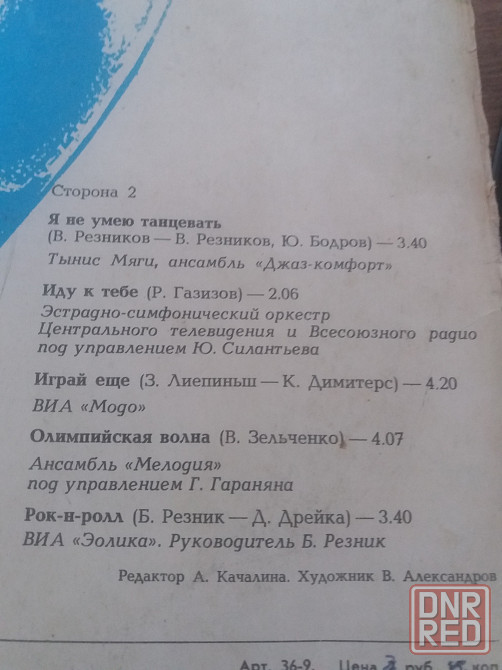 Сторона 2
Я не умею танцевать
(В. Резников — В. Резников, Ю. Бодров) — 3.40
Тынис Мяги, ансамбль «Джаз-комфорт»
Иду к тебе (Р. Газизов) — 2.06
Эстрадно-симфонический оркестр
Центрального телевидения и Всесоюзного радио
под управлением Ю. Силантьева
Играй еще (З. Лиепиньш — К. Димитерс) — 4.20
ВИА «Модо»
Олимпийская волна (В. Зельченко) — 4.07
Ансамбль «Мелодия»
под управлением Г. Гараняна
Рок-н-ролл (Б. Резник — Д. Дрейка) — 3.40
ВИА «Эолика». Руководитель Б. Резник
Редактор А. Качалина. Художник В. Александров
Арт. 36-9. Цена руб. коп
DNR
RED